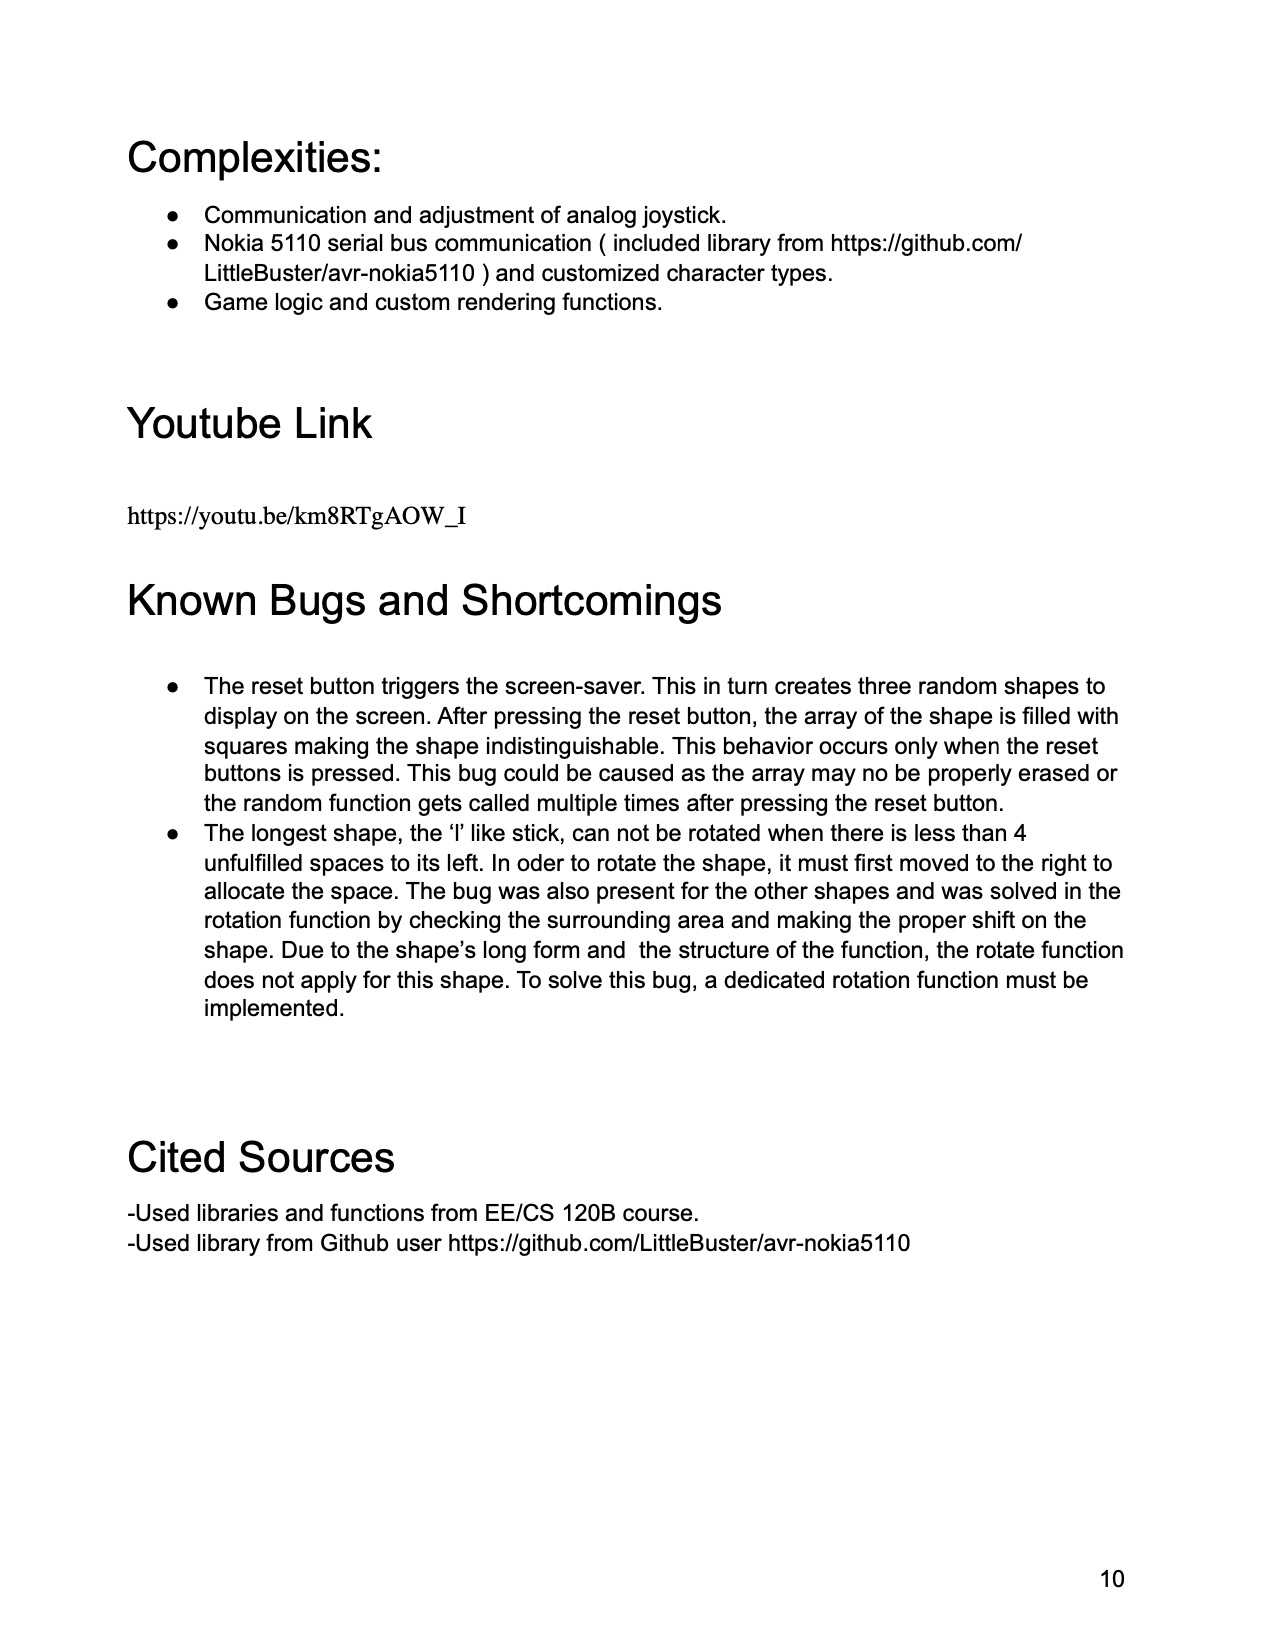 Complexities:
● Communication and adjustment of analog joystick.
● Nokia 5110 serial bus communication ( included library from https://github.com/
LittleBuster/avr-nokia5110 ) and customized character types.
● Game logic and custom rendering functions.
Youtube Link
https://youtu.be/km8RTgAOW_I
Known Bugs and Shortcomings
● The reset button triggers the screen-saver. This in turn creates three random shapes to
display on the screen. After pressing the reset button, the array of the shape is filled with
squares making the shape indistinguishable. This behavior occurs only when the reset
buttons is pressed. This bug could be caused as the array may no be properly erased or
the random function gets called multiple times after pressing the reset button.
● The longest shape, the ‘l’ like stick, can not be rotated when there is less than 4
unfulfilled spaces to its left. In oder to rotate the shape, it must first moved to the right to
allocate the space. The bug was also present for the other shapes and was solved in the
rotation function by checking the surrounding area and making the proper shift on the
shape. Due to the shape’s long form and  the structure of the function, the rotate function
does not apply for this shape. To solve this bug, a dedicated rotation function must be
implemented.
Cited Sources
-Used libraries and functions from EE/CS 120B course.
-Used library from Github user https://github.com/LittleBuster/avr-nokia5110
10